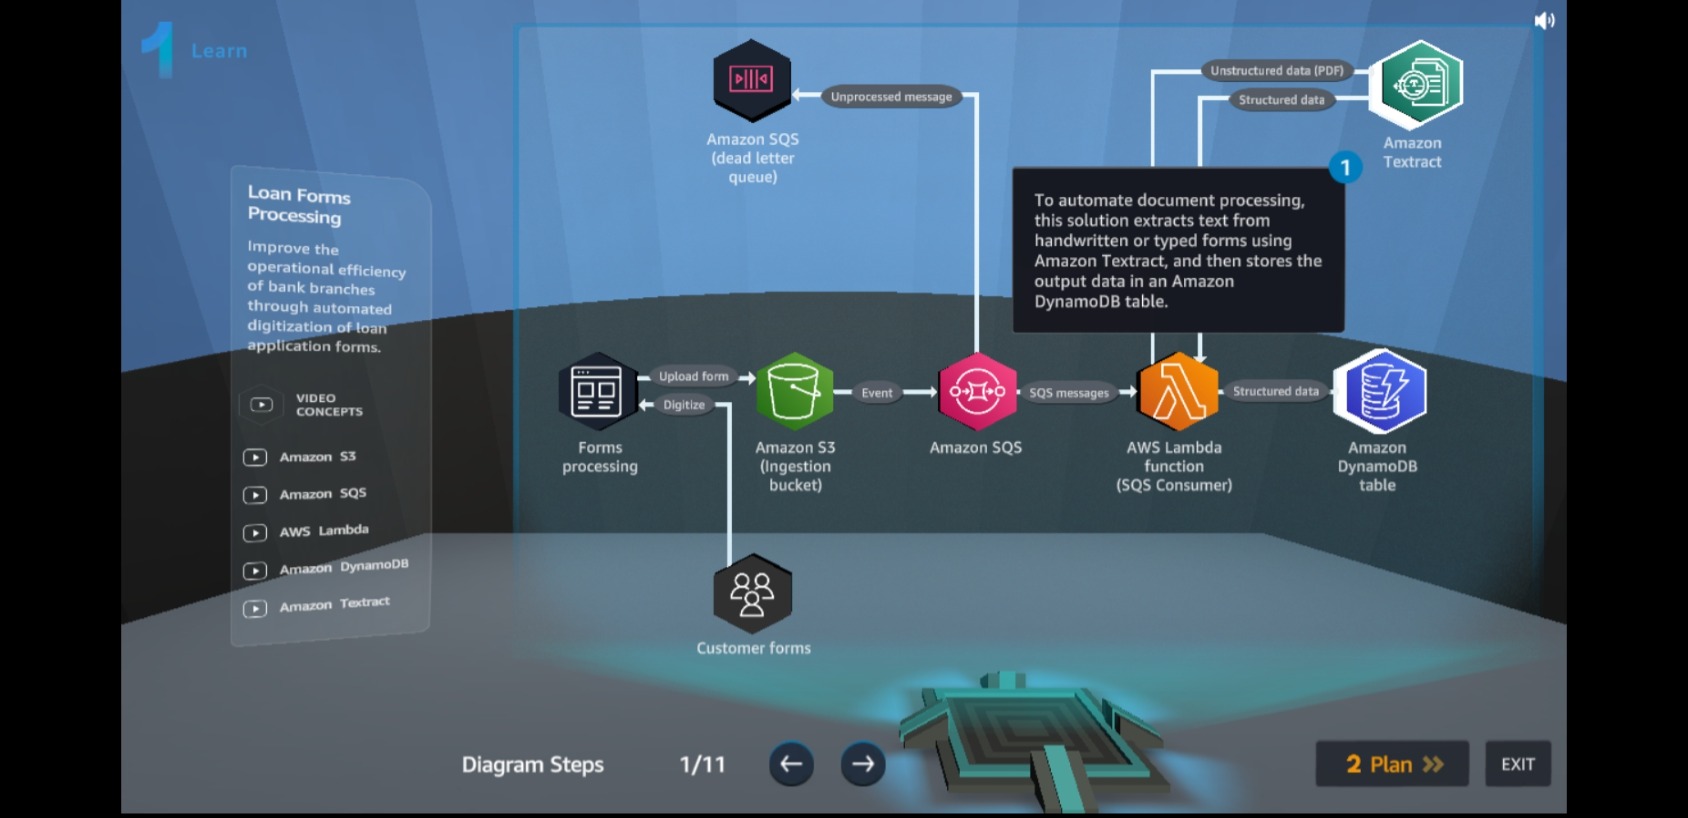 1 Learn
Loan Forms
Processing
Improve the
operational efficiency
of bank branches
through automated
digitization of loan
application forms.
VIDEO
CONCEPTS
Amazon S3
Amazon SQS
AWS Lambda
Amazon DynamoDB
Amazon Textract
Unprocessed message
Amazon SQS
(dead letter
queue)
Unstructured data (PDF)
Structured data
Amazon
Textract
1
To automate document processing,
this solution extracts text from
handwritten or typed forms using
Amazon Textract, and then stores the
output data in an Amazon
DynamoDB table.
Upload form
Digitize
Event
SQS messages
Structured data
Forms
processing
Amazon S3
(Ingestion
bucket)
Amazon SQS
AWS Lambda
function
(SQS Consumer)
Amazon
DynamoDB
table
Customer forms
Diagram Steps 1/11
2 Plan
EXIT